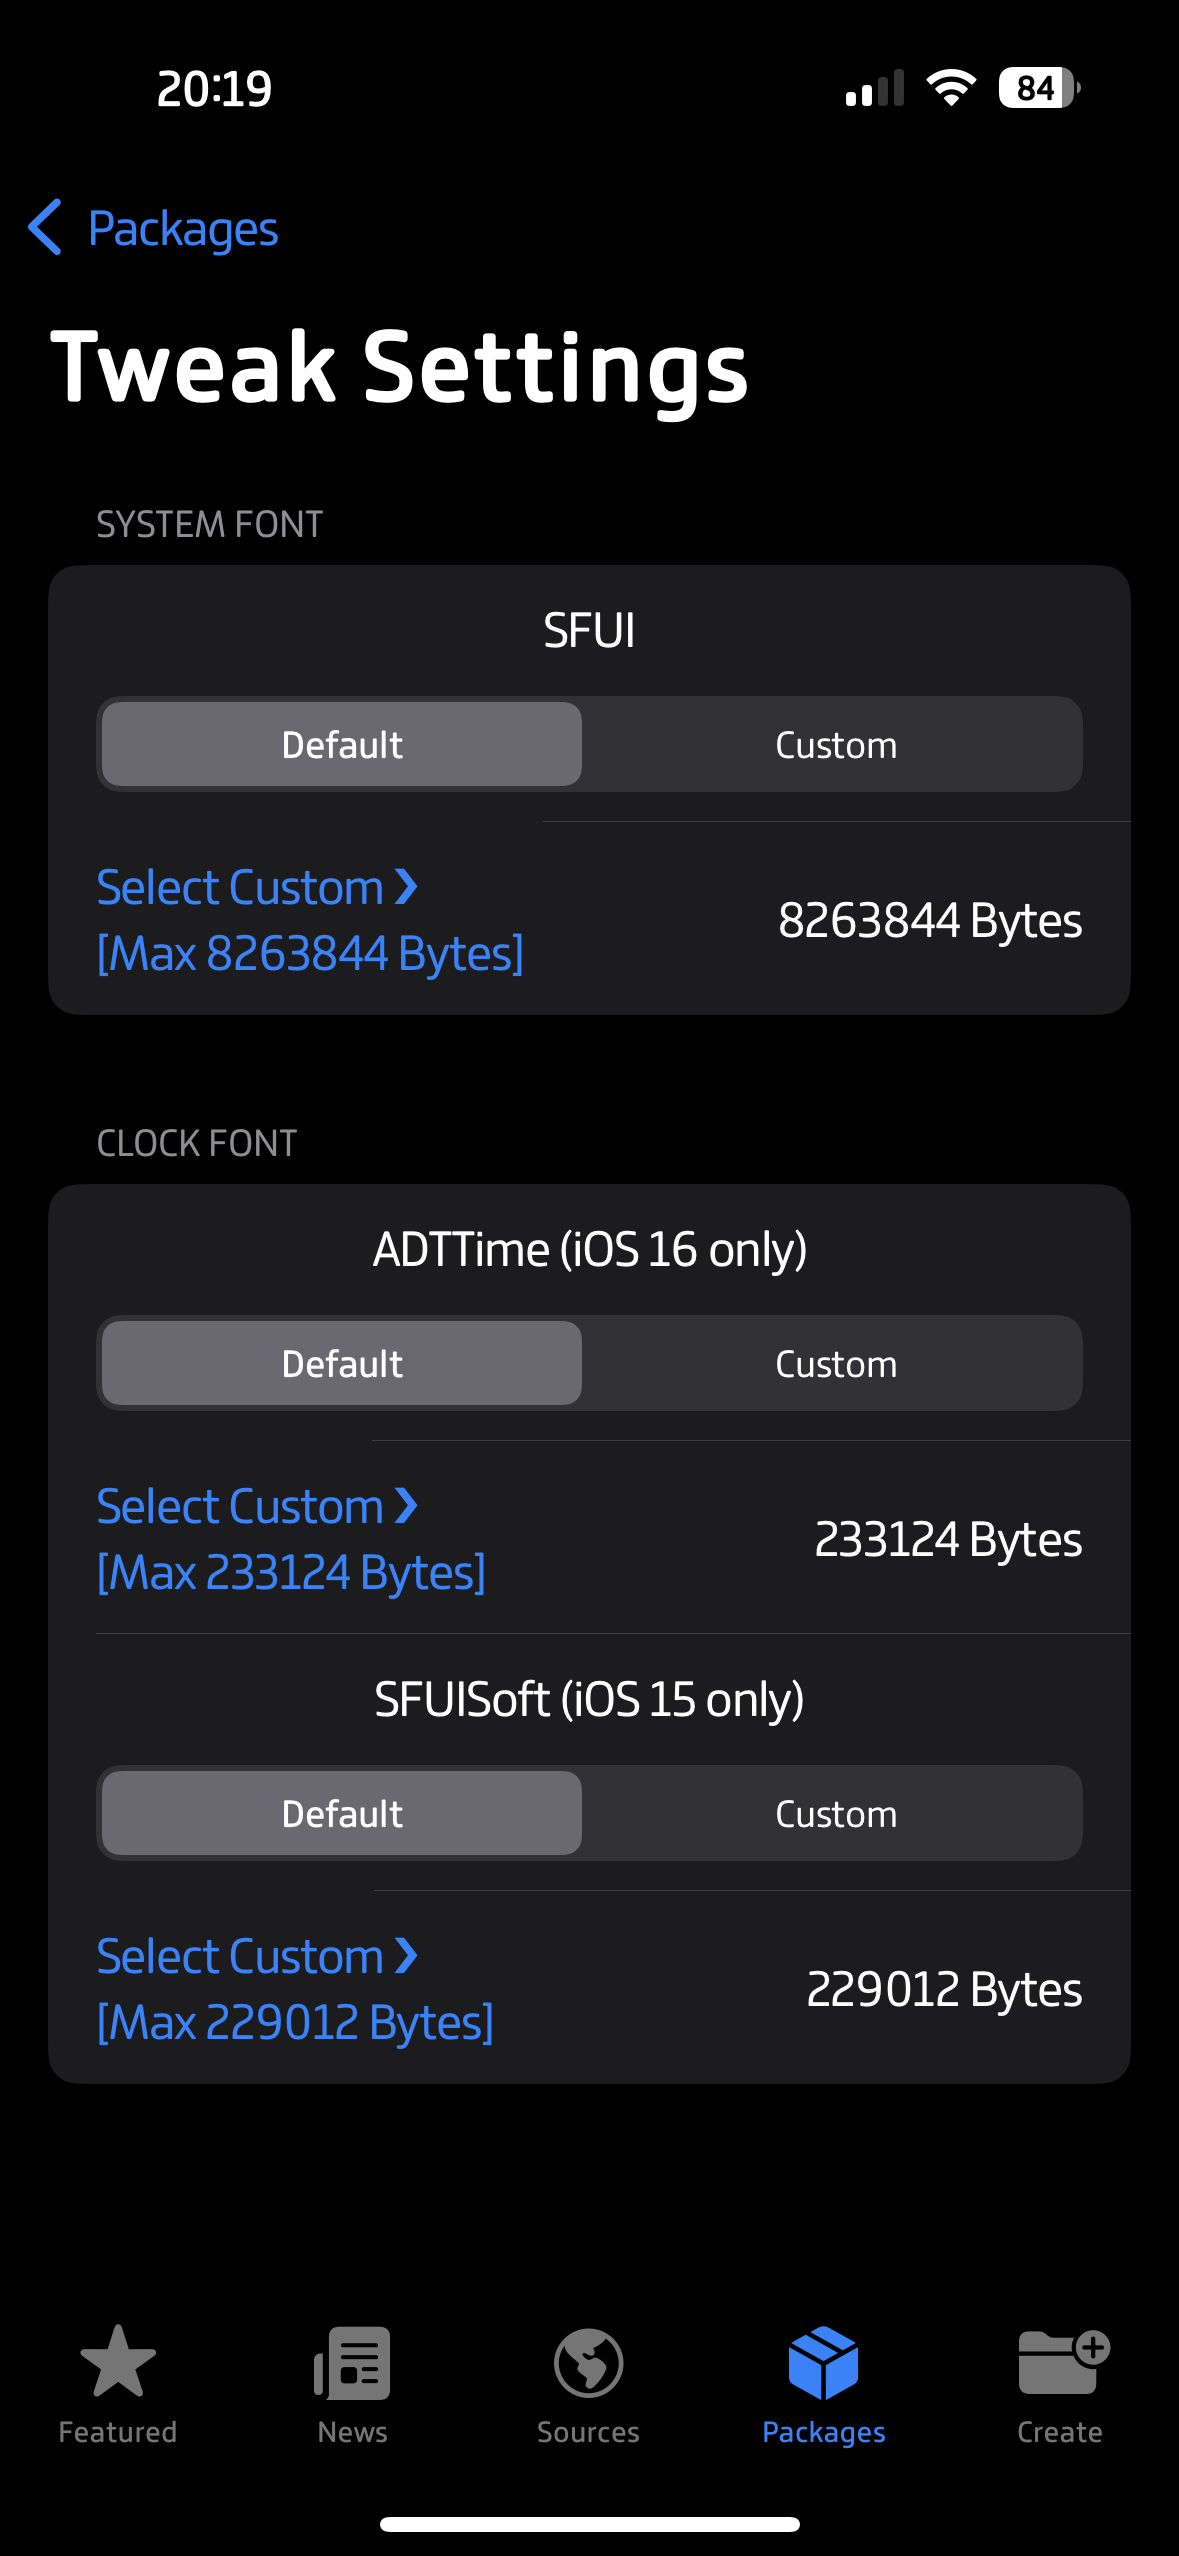 20:19
84
Packages
Tweak Settings
SYSTEM FONT
SFUI
Default Custom
Select Custom ❯
[Max 8263844 Bytes]
8263844 Bytes
CLOCK FONT
ADTTime (iOS 16 only)
Default Custom
Select Custom ❯
[Max 233124 Bytes]
233124 Bytes
SFUISoft (iOS 15 only)
Default Custom
Select Custom ❯
[Max 229012 Bytes]
229012 Bytes
Featured News Sources Packages Create